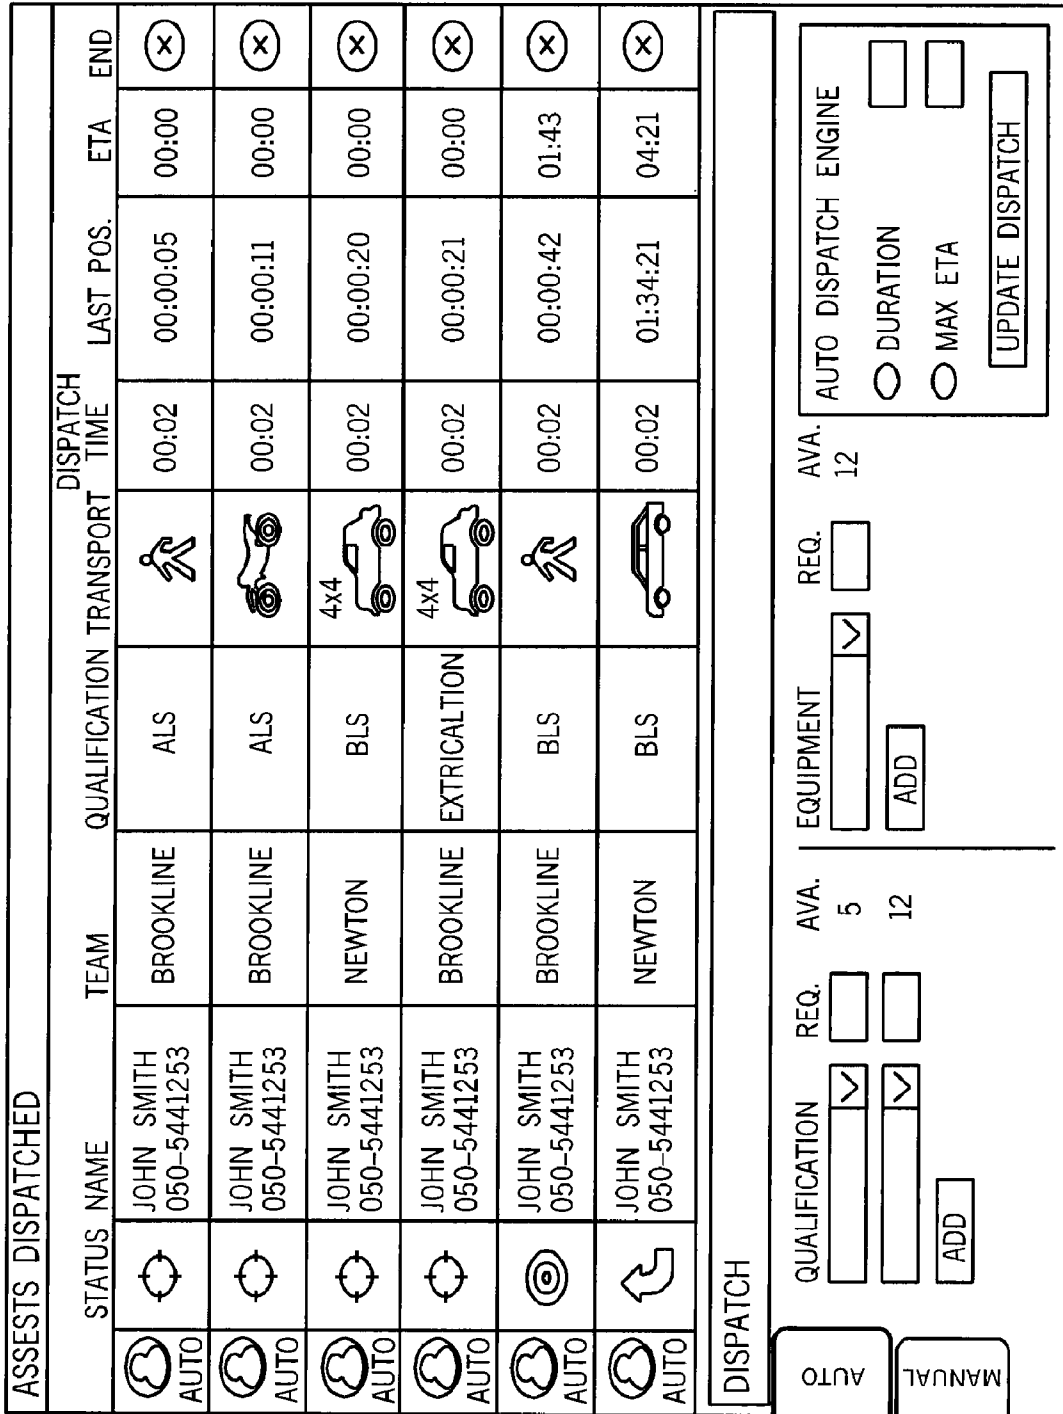 ASSESTS DISPATCHED
STATUS NAME TEAM QUALIFICATION TRANSPORT DISPATCH TIME LAST POS. ETA END
AUTO JOHN SMITH 050-5441253 BROOKLINE ALS 00:02 00:00:05 00:00 X
AUTO JOHN SMITH 050-5441253 BROOKLINE ALS 00:02 00:00:11 00:00 X
AUTO JOHN SMITH 050-5441253 NEWTON BLS 4x4 00:02 00:00:20 00:00 X
AUTO JOHN SMITH 050-5441253 BROOKLINE EXTRICALTION 4x4 00:02 00:00:21 00:00 X
AUTO JOHN SMITH 050-5441253 BROOKLINE BLS 00:02 00:00:42 01:43 X
AUTO JOHN SMITH 050-5441253 NEWTON BLS 00:02 01:34:21 04:21 X
DISPATCH
AUTO
MANUAL
QUALIFICATION REQ. AVA.
5
12
ADD
EQUIPMENT REQ. AVA.
12
ADD
AUTO DISPATCH ENGINE
DURATION
MAX ETA
UPDATE DISPATCH